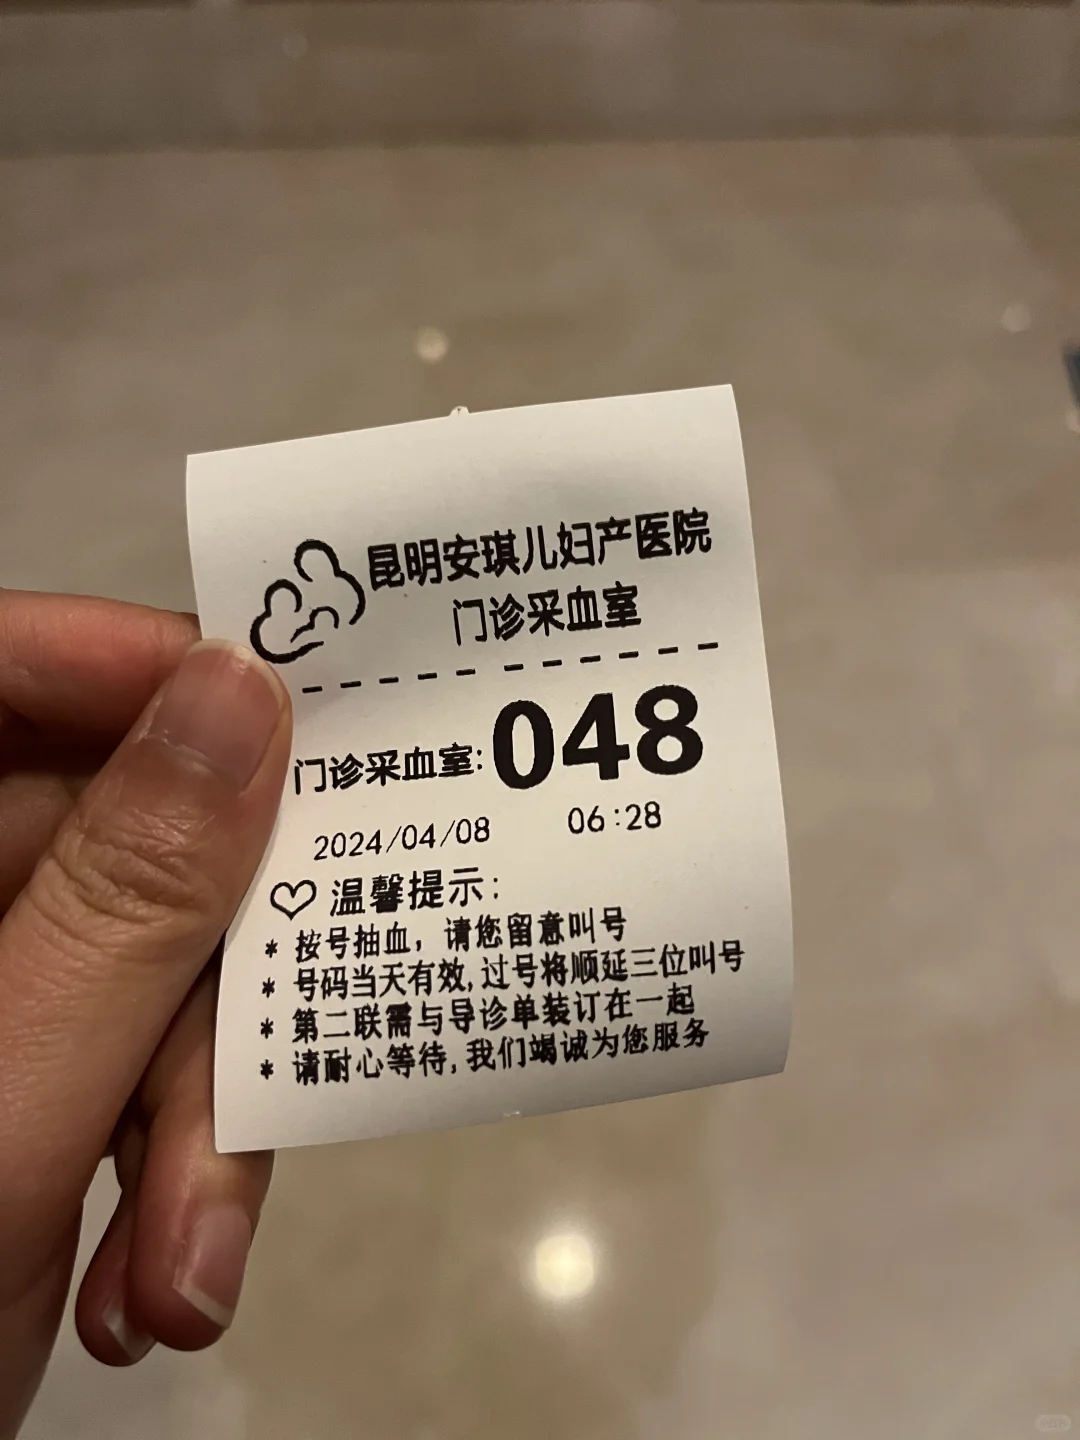 昆明安琪儿妇产医院
门诊采血室
门诊采血室:048
2024/04/08 06:28
温馨提示:
* 按号抽血，请您留意叫号
* 号码当天有效,过号将顺延三位叫号
* 第二联需与导诊单装订在一起
* 请耐心等待,我们竭诚为您服务